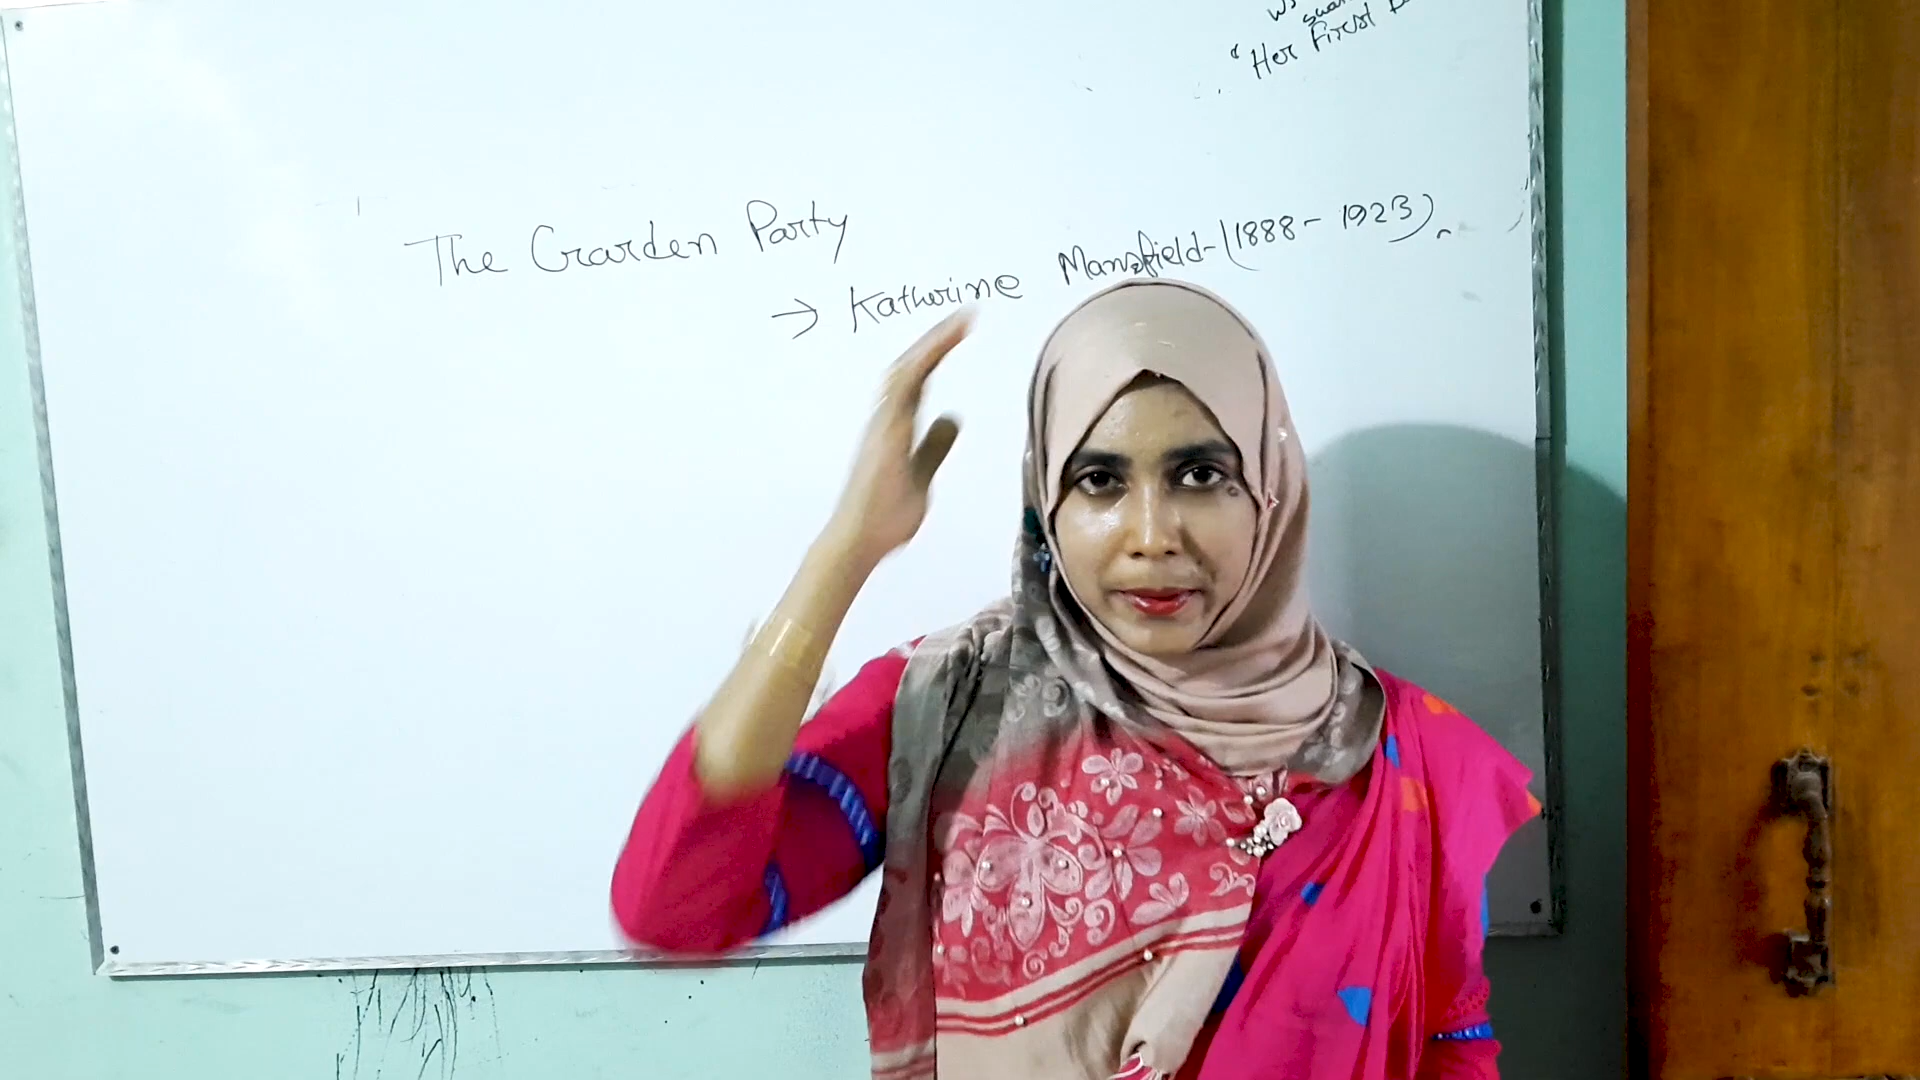 "Her First
The Garden Party
→ Katherine Mansfield-(1888-1923).